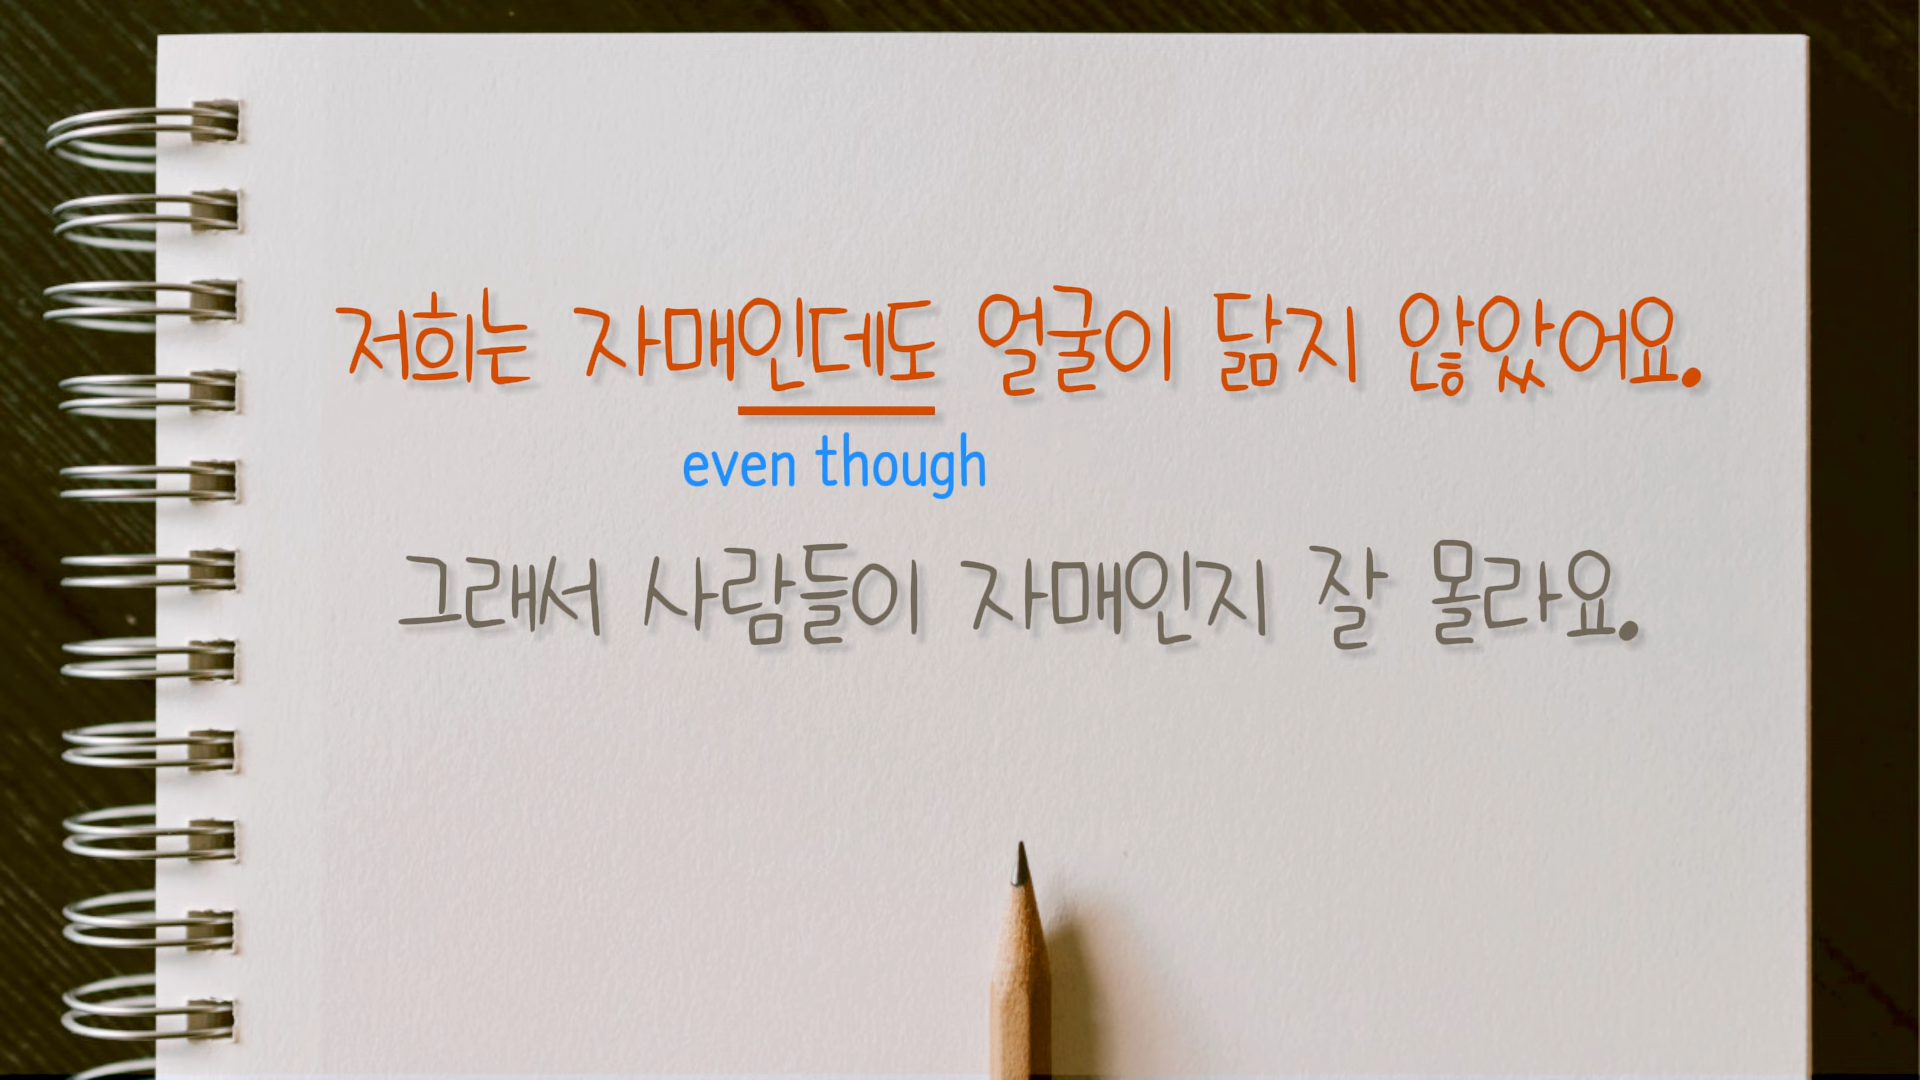 저희는 자매인데도 얼굴이 닮지 않았어요.
even though
그래서 사람들이 자매인지 잘 몰라요.